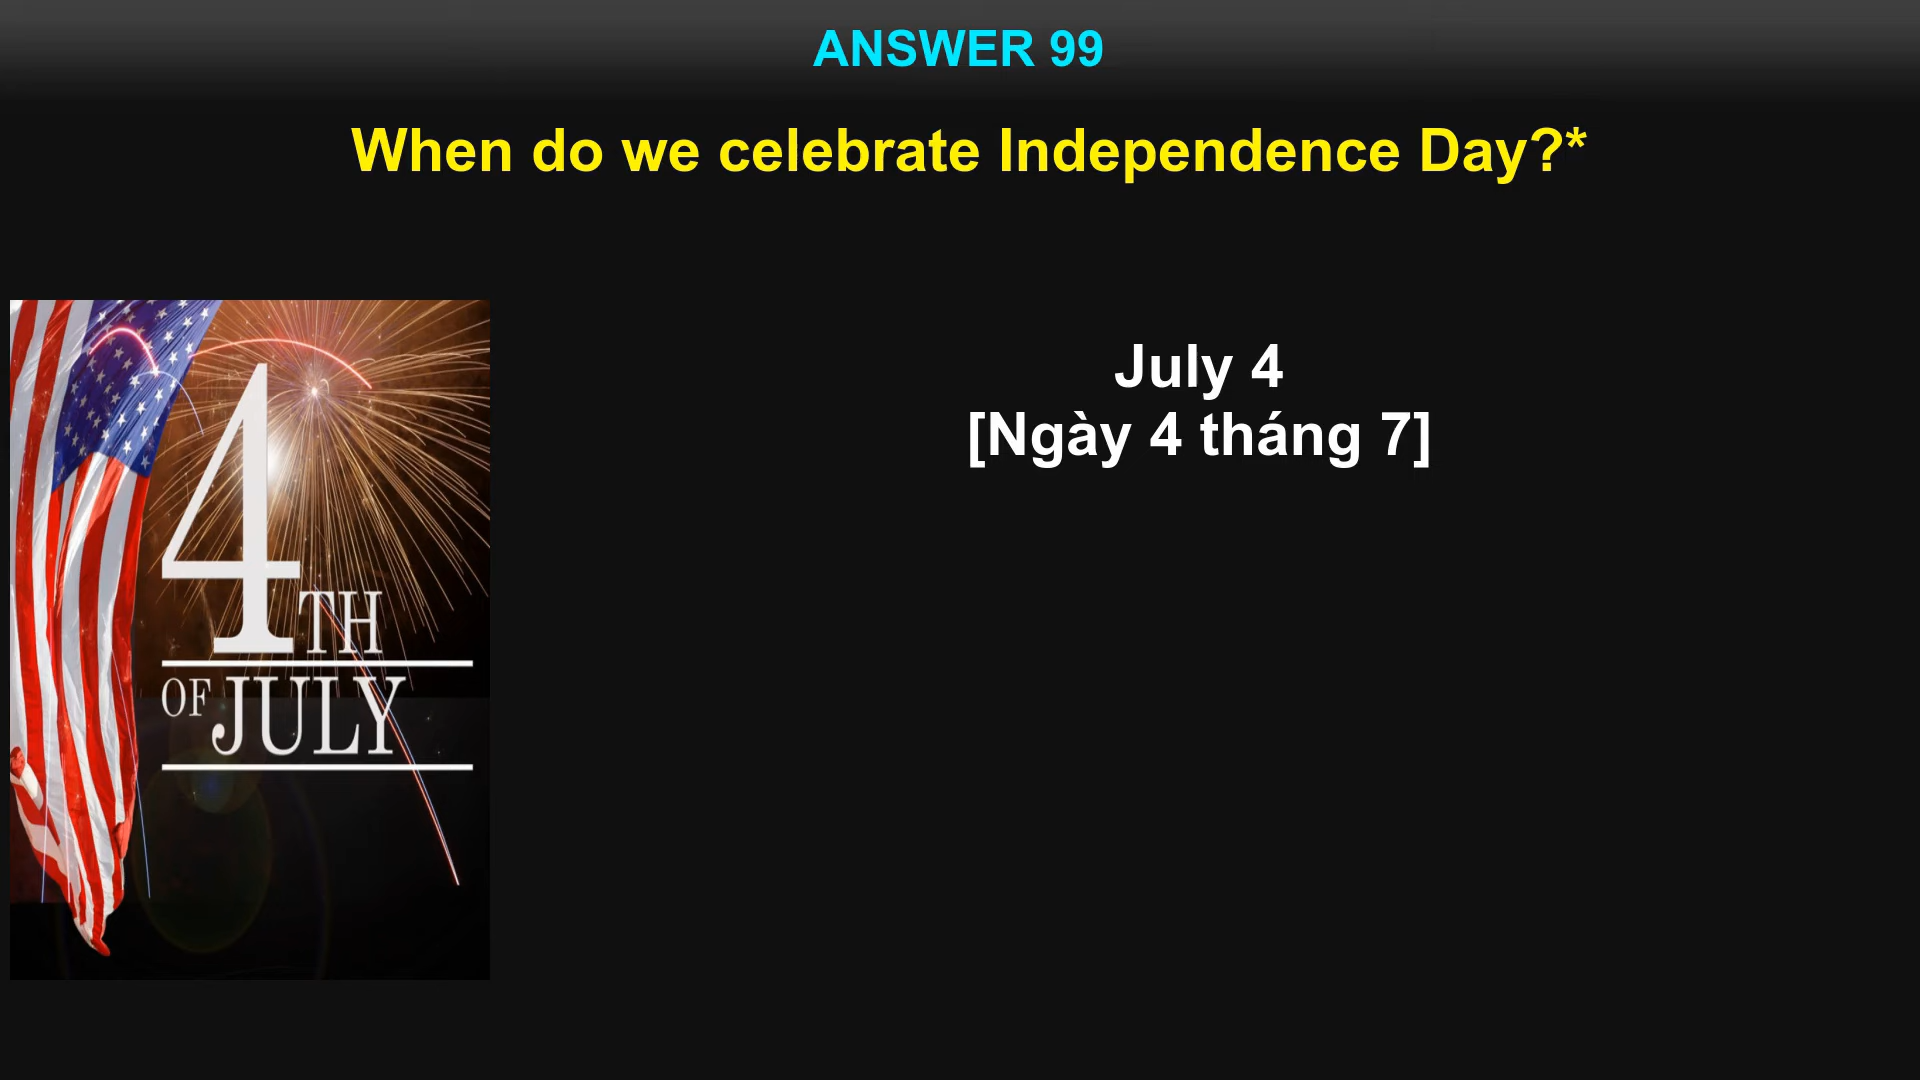 ANSWER 99
When do we celebrate Independence Day?*
4TH
OF JULY
July 4
[Ngày 4 tháng 7]